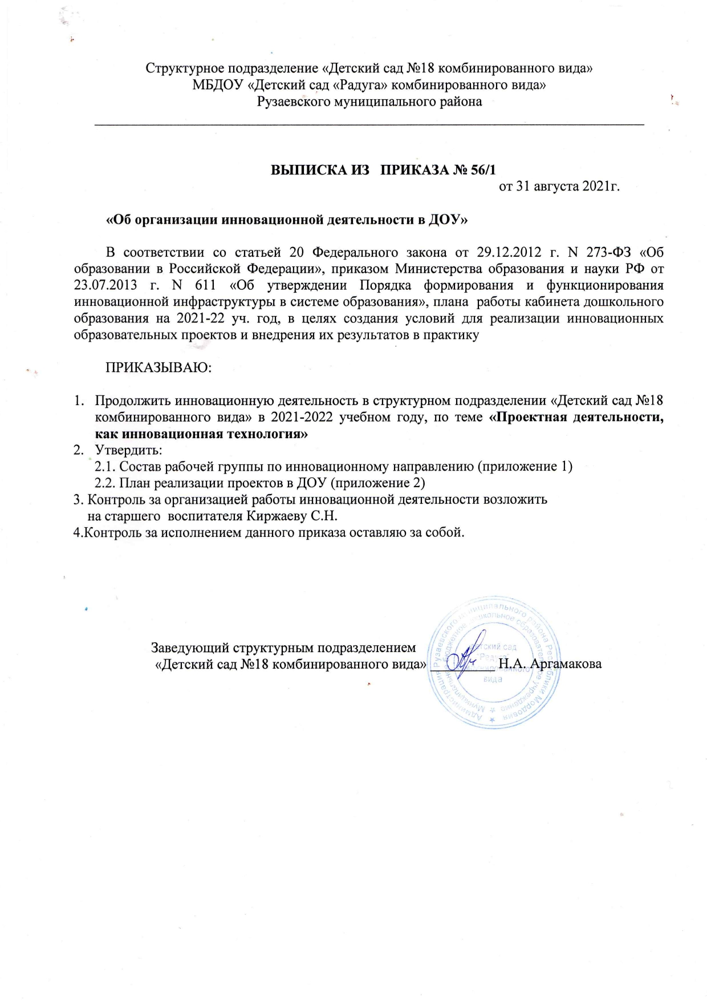 Структурное подразделение «Детский сад №18 комбинированного вида»
МБДОУ «Детский сад «Радуга» комбинированного вида»
Рузаевского муниципального района
ВЫПИСКА ИЗ ПРИКАЗА № 56/1
от 31 августа 2021г.
«Об организации инновационной деятельности в ДОУ»
В соответствии со статьей 20 Федерального закона от 29.12.2012 г. N 273-ФЗ «Об
образовании в Российской Федерации», приказом Министерства образования и науки РФ от
23.07.2013 г. N 611 «Об утверждении Порядка формирования и функционирования
инновационной инфраструктуры в системе образования», плана работы кабинета дошкольного
образования на 2021-22 уч. год, в целях создания условий для реализации инновационных
образовательных проектов и внедрения их результатов в практику
ПРИКАЗЫВАЮ:
1. Продолжить инновационную деятельность в структурном подразделении «Детский сад №18
комбинированного вида» в 2021-2022 учебном году, по теме «Проектная деятельности,
как инновационная технология»
2. Утвердить:
2.1. Состав рабочей группы по инновационному направлению (приложение 1)
2.2. План реализации проектов в ДОУ (приложение 2)
3. Контроль за организацией работы инновационной деятельности возложить
на старшего воспитателя Киржаеву С.Н.
4.Контроль за исполнением данного приказа оставляю за собой.
Заведующий структурным подразделением
«Детский сад №18 комбинированного вида» _________ Н.А. Аргамакова
Администрация Рузаевского муниципального района Республики Мордовия
Муниципальное бюджетное дошкольное образовательное учреждение
детский сад
"Радуга"
комбинированного
вида